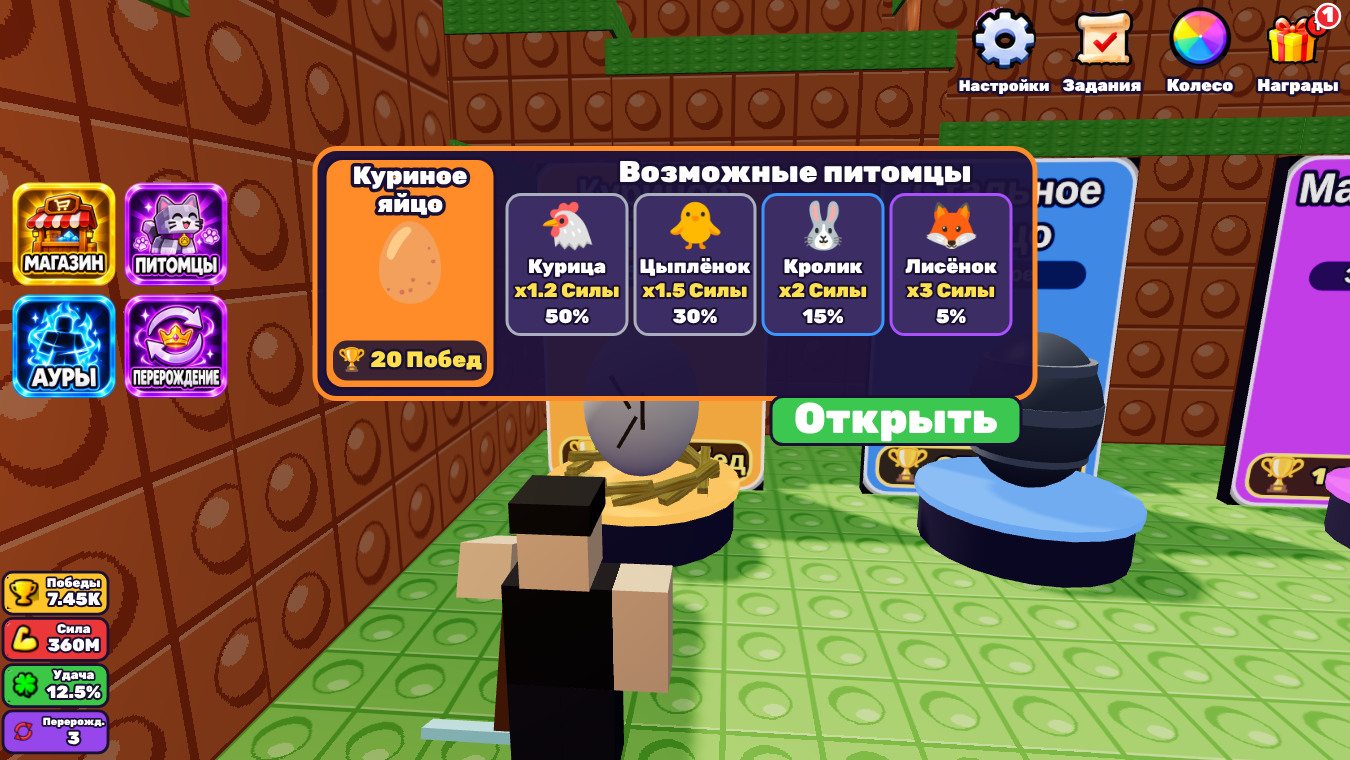 1
Настройки
Задания
Колесо
Награды
Куриное
яйцо
20 Побед
Возможные питомцы
Курица
x1.2 Силы
50%
Цыплёнок
x1.5 Силы
30%
Кролик
x2 Силы
15%
Лисёнок
x3 Силы
5%
Открыть
МАГАЗИН
ПИТОМЦЫ
АУРЫ
ПЕРЕРОЖДЕНИЕ
Победы
7.45K
Сила
360M
Удача
12.5%
Перерожд.
3